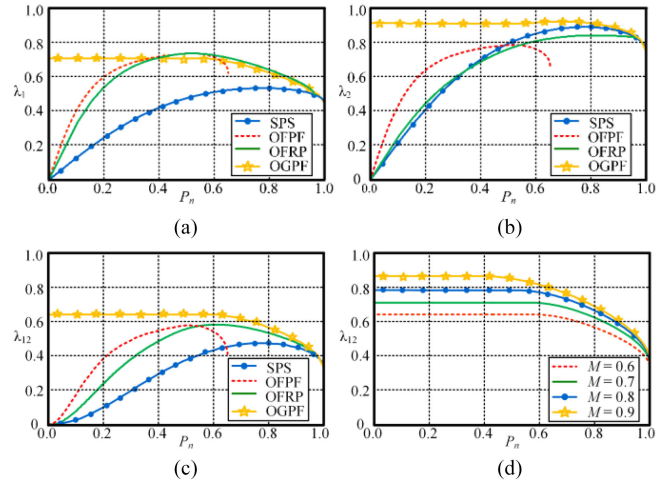 1.0
0.8
0.6
0.4
0.2
λ1
SPS
OFPF
OFRP
OGPF
0.0 0.2 0.4 0.6 0.8 1.0
Pn
(a)
1.0
0.8
0.6
0.4
0.2
λ2
SPS
OFPF
OFRP
OGPF
0.0 0.2 0.4 0.6 0.8 1.0
Pn
(b)
1.0
0.8
0.6
0.4
0.2
0
λ12
SPS
OFPF
OFRP
OGPF
0.0 0.2 0.4 0.6 0.8 1.0
Pn
(c)
1.0
0.8
0.6
0.4
0.2
0
λ12
M = 0.6
M = 0.7
M = 0.8
M = 0.9
0.0 0.2 0.4 0.6 0.8 1.0
Pn
(d)